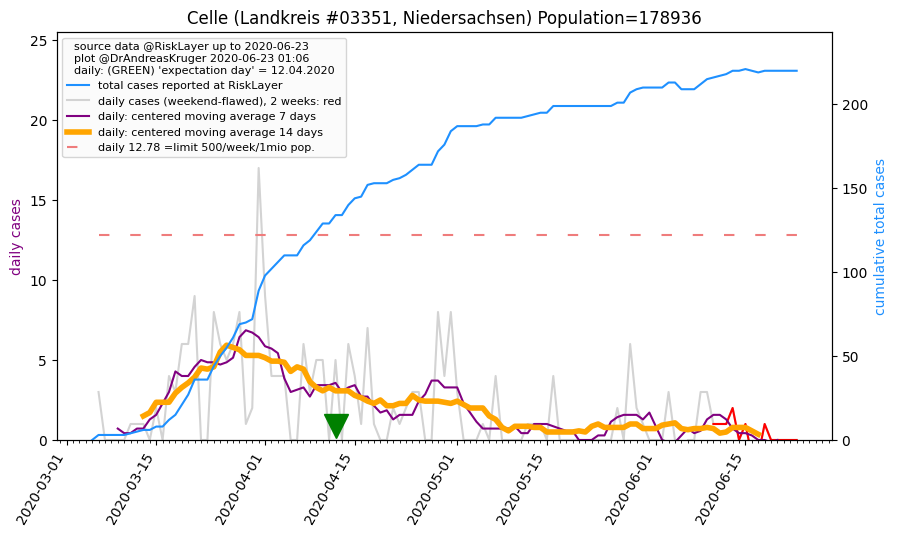 Celle (Landkreis #03351, Niedersachsen) Population=178936
source data @RiskLayer up to 2020-06-23
plot @DrAndreasKruger 2020-06-23 01:06
daily: (GREEN) 'expectation day' = 12.04.2020
total cases reported at RiskLayer
daily cases (weekend-flawed), 2 weeks: red
daily: centered moving average 7 days
daily: centered moving average 14 days
daily 12.78 =limit 500/week/1mio pop.
daily cases
25
20
15
10
5
0
cumulative total cases
200
150
100
50
0
2020-03-01
2020-03-15
2020-04-01
2020-04-15
2020-05-01
2020-05-15
2020-06-01
2020-06-15